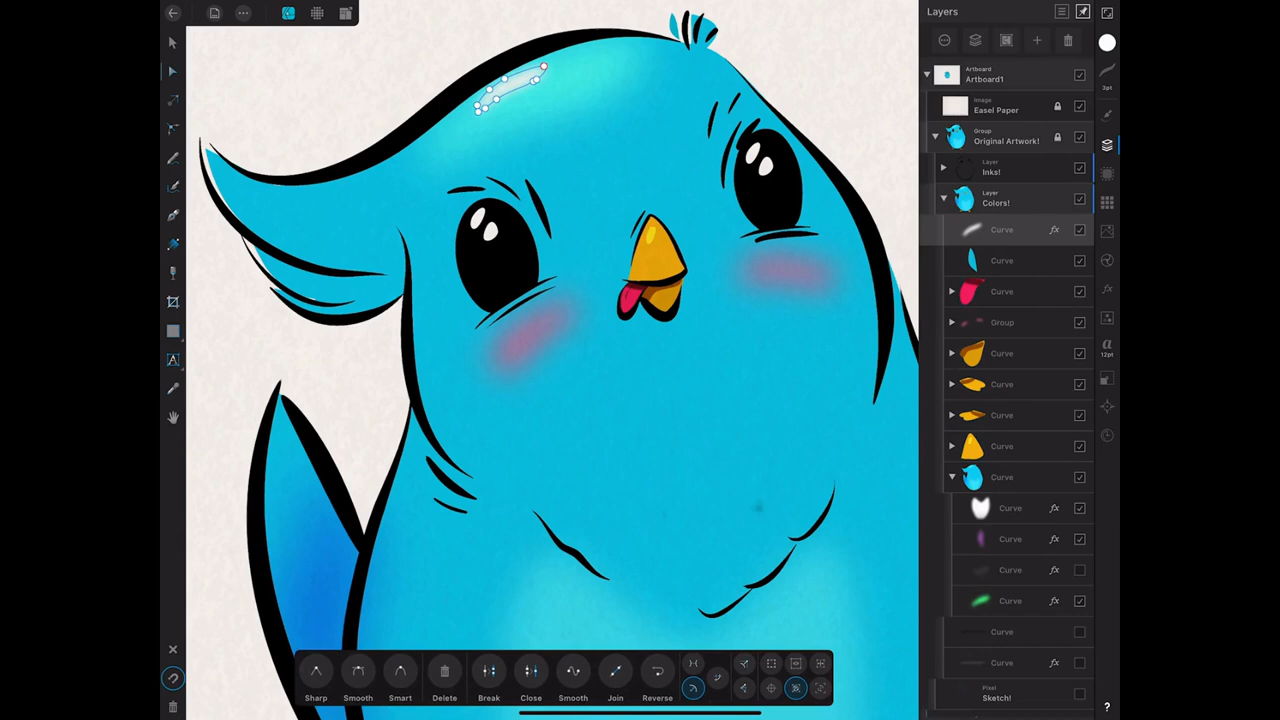 Layers
Artboard
Artboard1
Image
Easel Paper
Group
Original Artwork!
Layer
Inks!
Layer
Colors!
Curve
Curve
Curve
Group
Curve
Curve
Curve
Curve
Curve
Curve
Curve
Curve
Curve
Curve
Curve
Pixel
Sketch!
3pt
a
12pt
A
Sharp
Smooth
Smart
Delete
Break
Close
Smooth
Join
Reverse
?